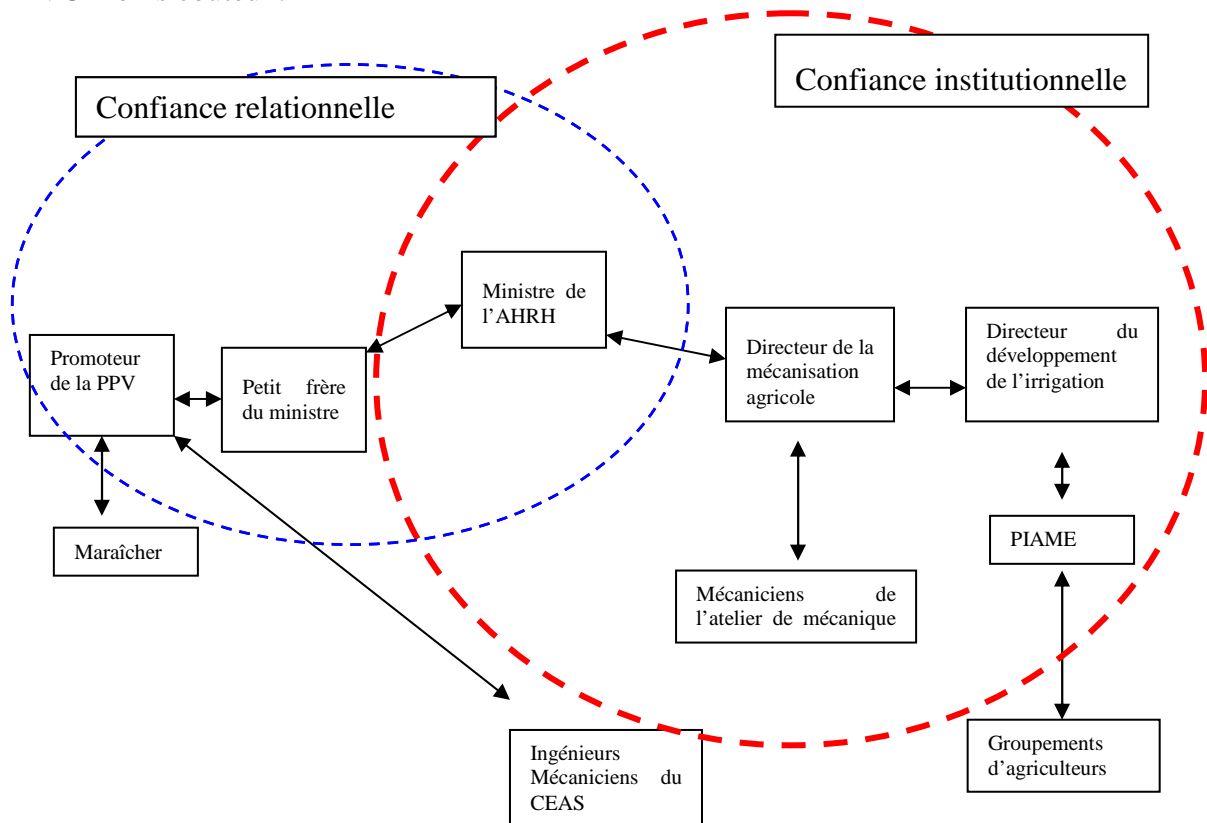 Confiance relationnelle
Confiance institutionnelle
Ministre de
l'AHRH
Promoteur
de la PPV
Petit frère
du ministre
Directeur de la
mécanisation
agricole
Directeur du
développement
de l'irrigation
Maraîcher
PIAME
Mécaniciens de
l'atelier de mécanique
Ingénieurs
Mécaniciens du
CEAS
Groupements
d'agriculteurs